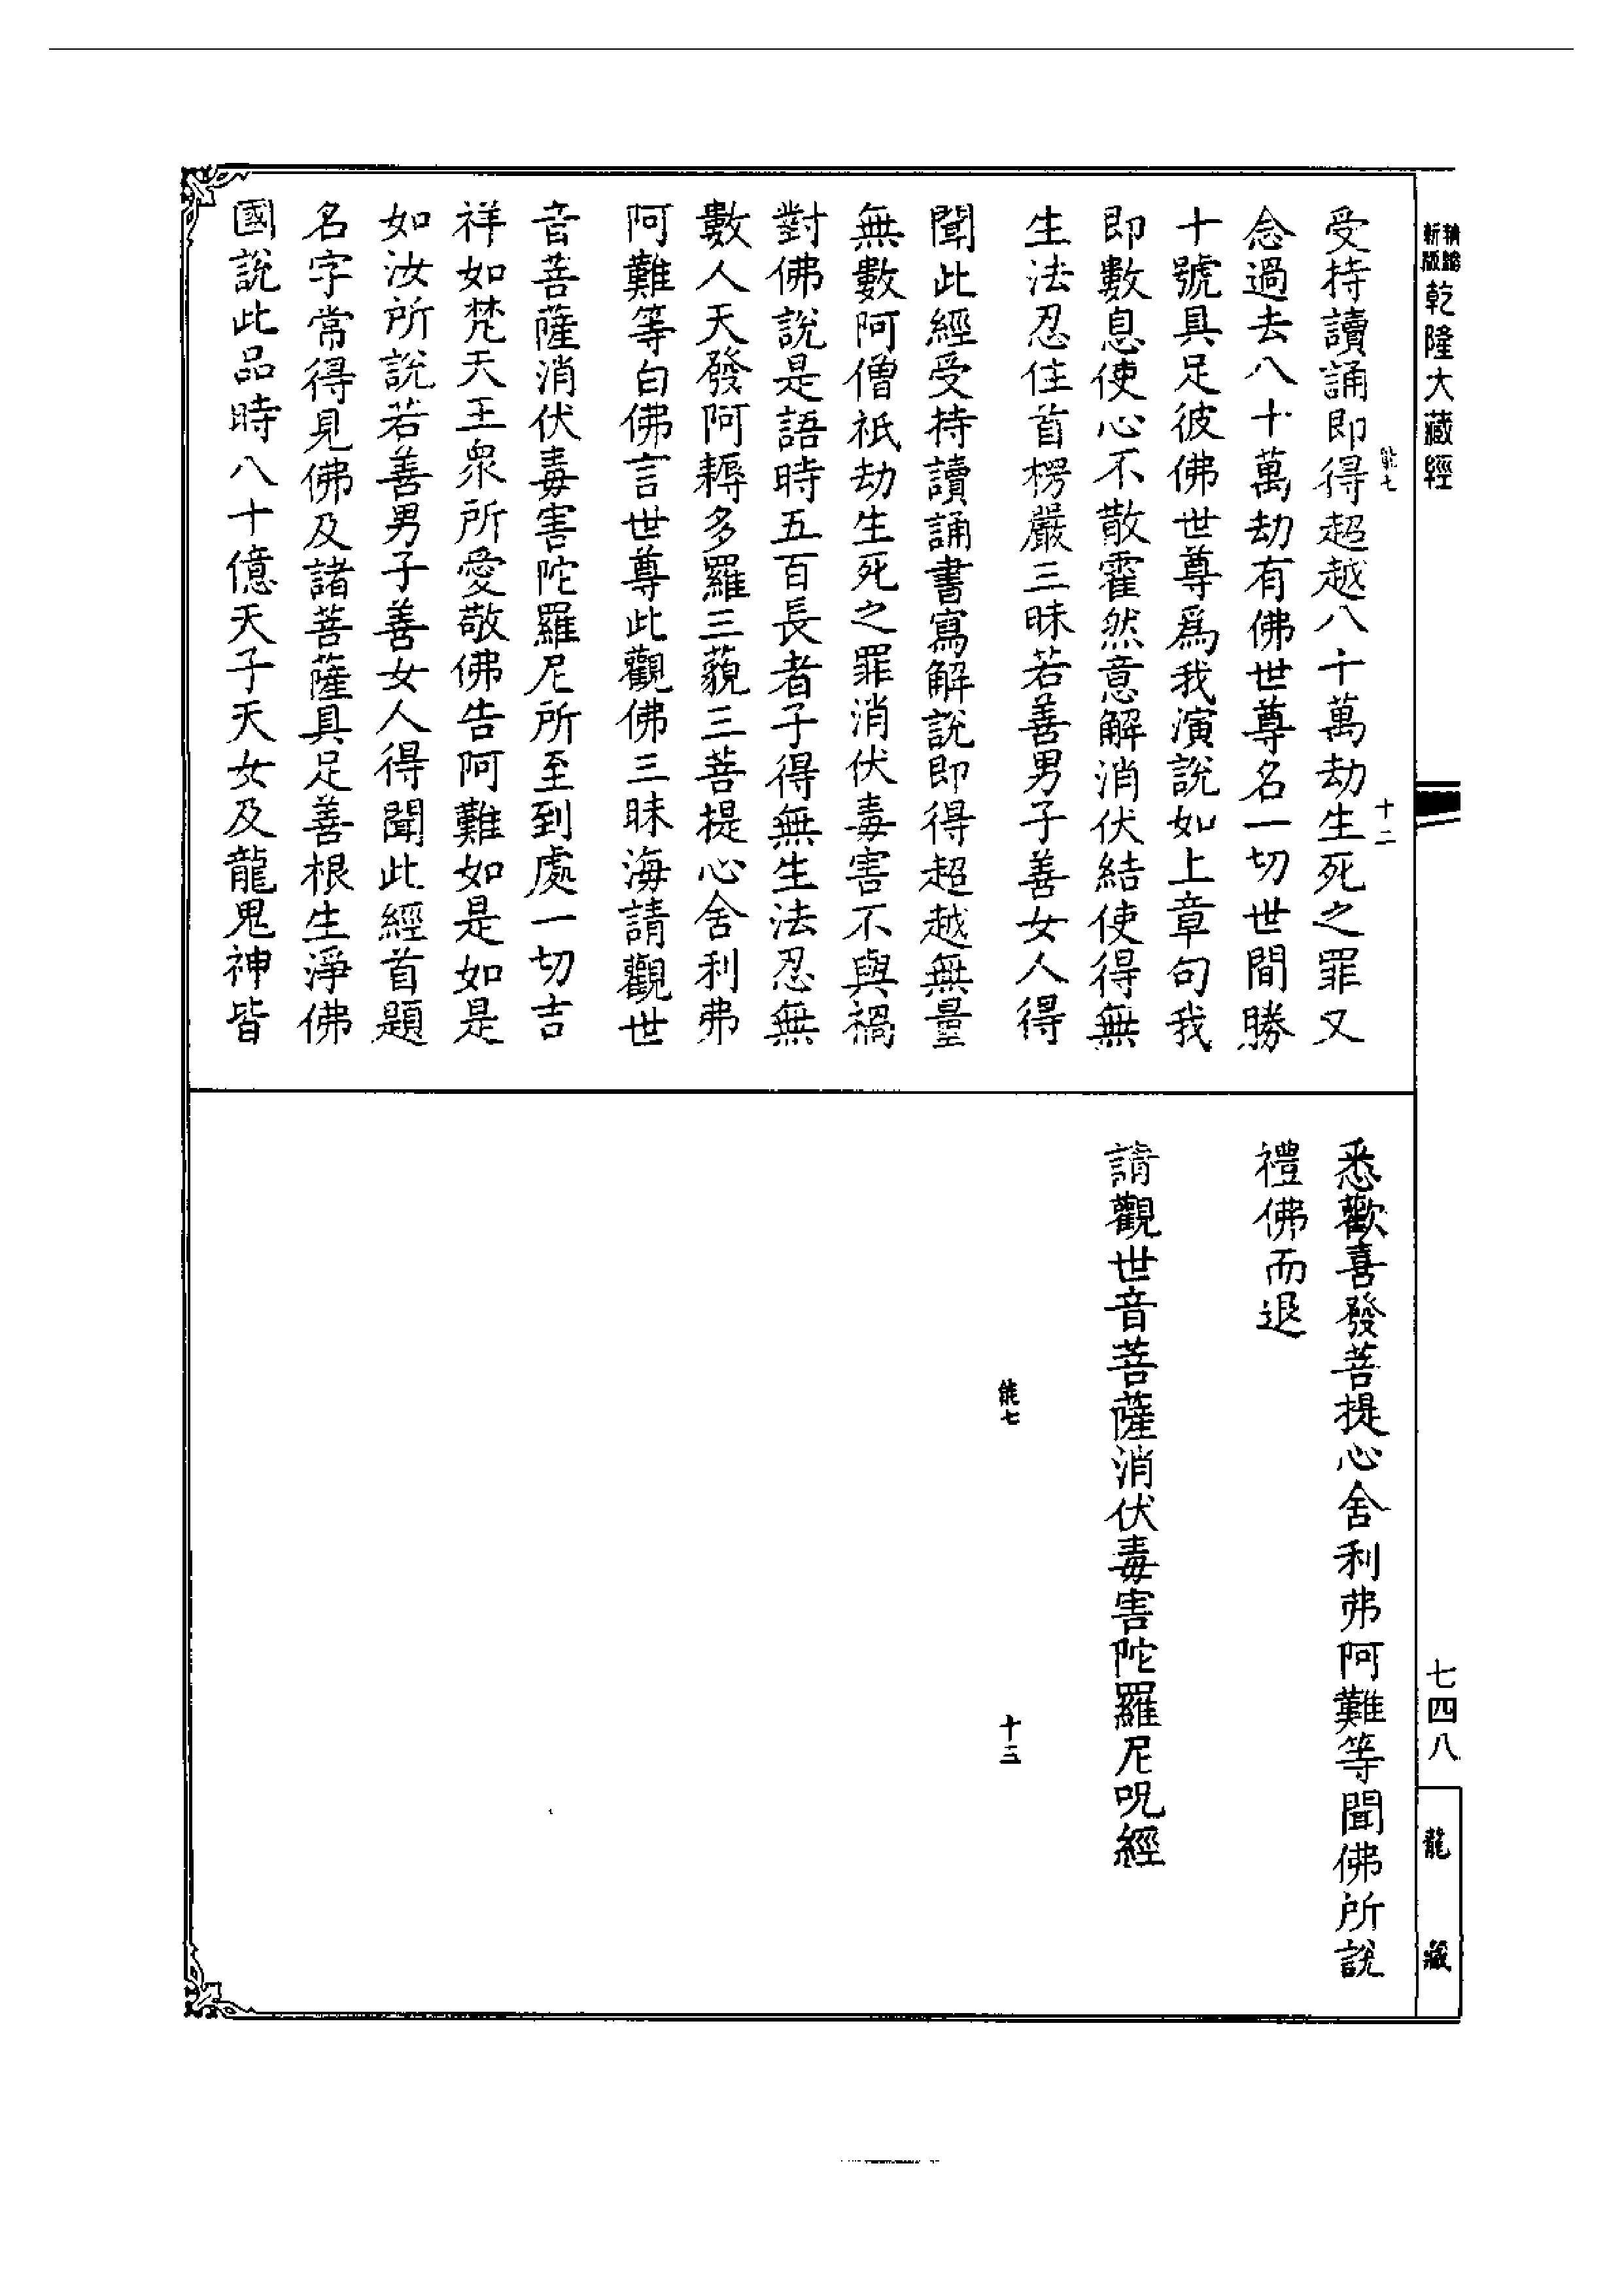 新版
乾隆大藏經
七四八
龍藏
受持讀誦即得超越八十萬劫生死之罪又
念過去八十萬劫有佛世尊名一切世間勝
十號具足彼佛世尊爲我演說如上章句我
即數息使心不散霍然意解消伏結使得無
生法忍住首楞嚴三昧若善男子善女人得
聞此經受持讀誦書寫解說即得超越無量
無數阿僧祇劫生死之罪消伏毒害不與禍
對佛說是語時五百長者子得無生法忍無
數人天發阿耨多羅三藐三菩提心舍利弗
阿難等白佛言世尊此觀佛三昧海請觀世
音菩薩消伏毒害陀羅尼所至到處一切吉
祥如梵天王衆所愛敬佛告阿難如是如是
如汝所說若善男子善女人得聞此經首題
名字常得見佛及諸菩薩具足善根生淨佛
國說此品時八十億天子天女及龍鬼神皆
能七
十二
悉歡喜發菩提心舍利弗阿難等聞佛所說
禮佛而退
請觀世音菩薩消伏毒害陀羅尼呪經
能七
十三